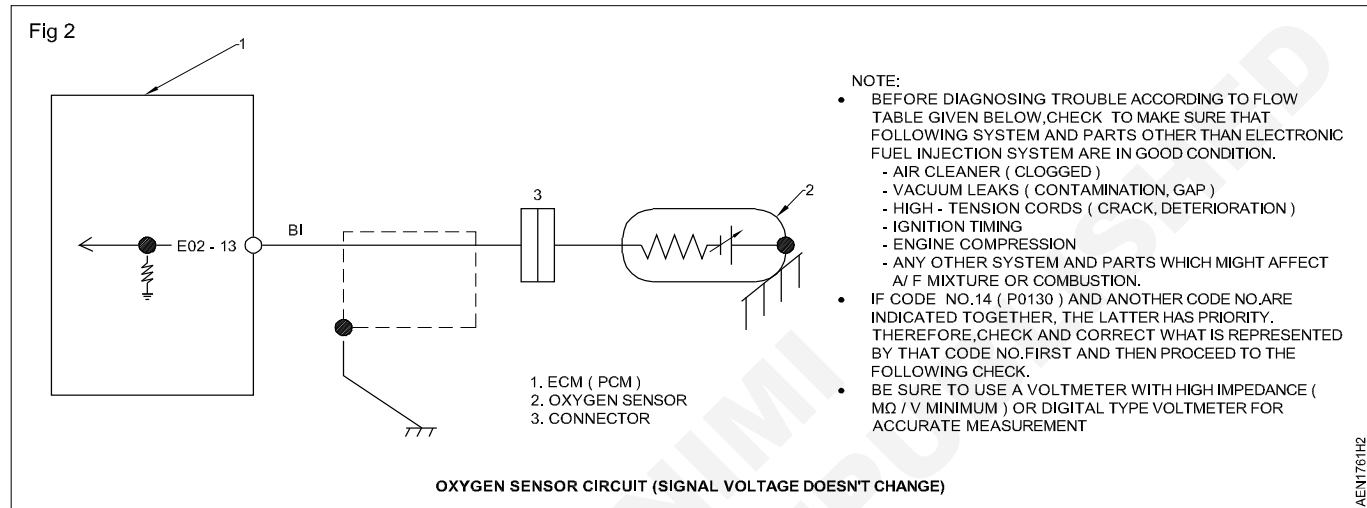 Fig 2
1
E02 - 13
BI
3
2
1. ECM ( PCM )
2. OXYGEN SENSOR
3. CONNECTOR
NOTE:
• BEFORE DIAGNOSING TROUBLE ACCORDING TO FLOW
TABLE GIVEN BELOW,CHECK TO MAKE SURE THAT
FOLLOWING SYSTEM AND PARTS OTHER THAN ELECTRONIC
FUEL INJECTION SYSTEM ARE IN GOOD CONDITION.
- AIR CLEANER ( CLOGGED )
- VACUUM LEAKS ( CONTAMINATION, GAP )
- HIGH - TENSION CORDS ( CRACK, DETERIORATION )
- IGNITION TIMING
- ENGINE COMPRESSION
- ANY OTHER SYSTEM AND PARTS WHICH MIGHT AFFECT
A/ F MIXTURE OR COMBUSTION.
• IF CODE NO.14 ( P0130 ) AND ANOTHER CODE NO.ARE
INDICATED TOGETHER, THE LATTER HAS PRIORITY.
THEREFORE,CHECK AND CORRECT WHAT IS REPRESENTED
BY THAT CODE NO.FIRST AND THEN PROCEED TO THE
FOLLOWING CHECK.
• BE SURE TO USE A VOLTMETER WITH HIGH IMPEDANCE (
MΩ / V MINIMUM ) OR DIGITAL TYPE VOLTMETER FOR
ACCURATE MEASUREMENT
OXYGEN SENSOR CIRCUIT (SIGNAL VOLTAGE DOESN'T CHANGE)
AEN1761H2